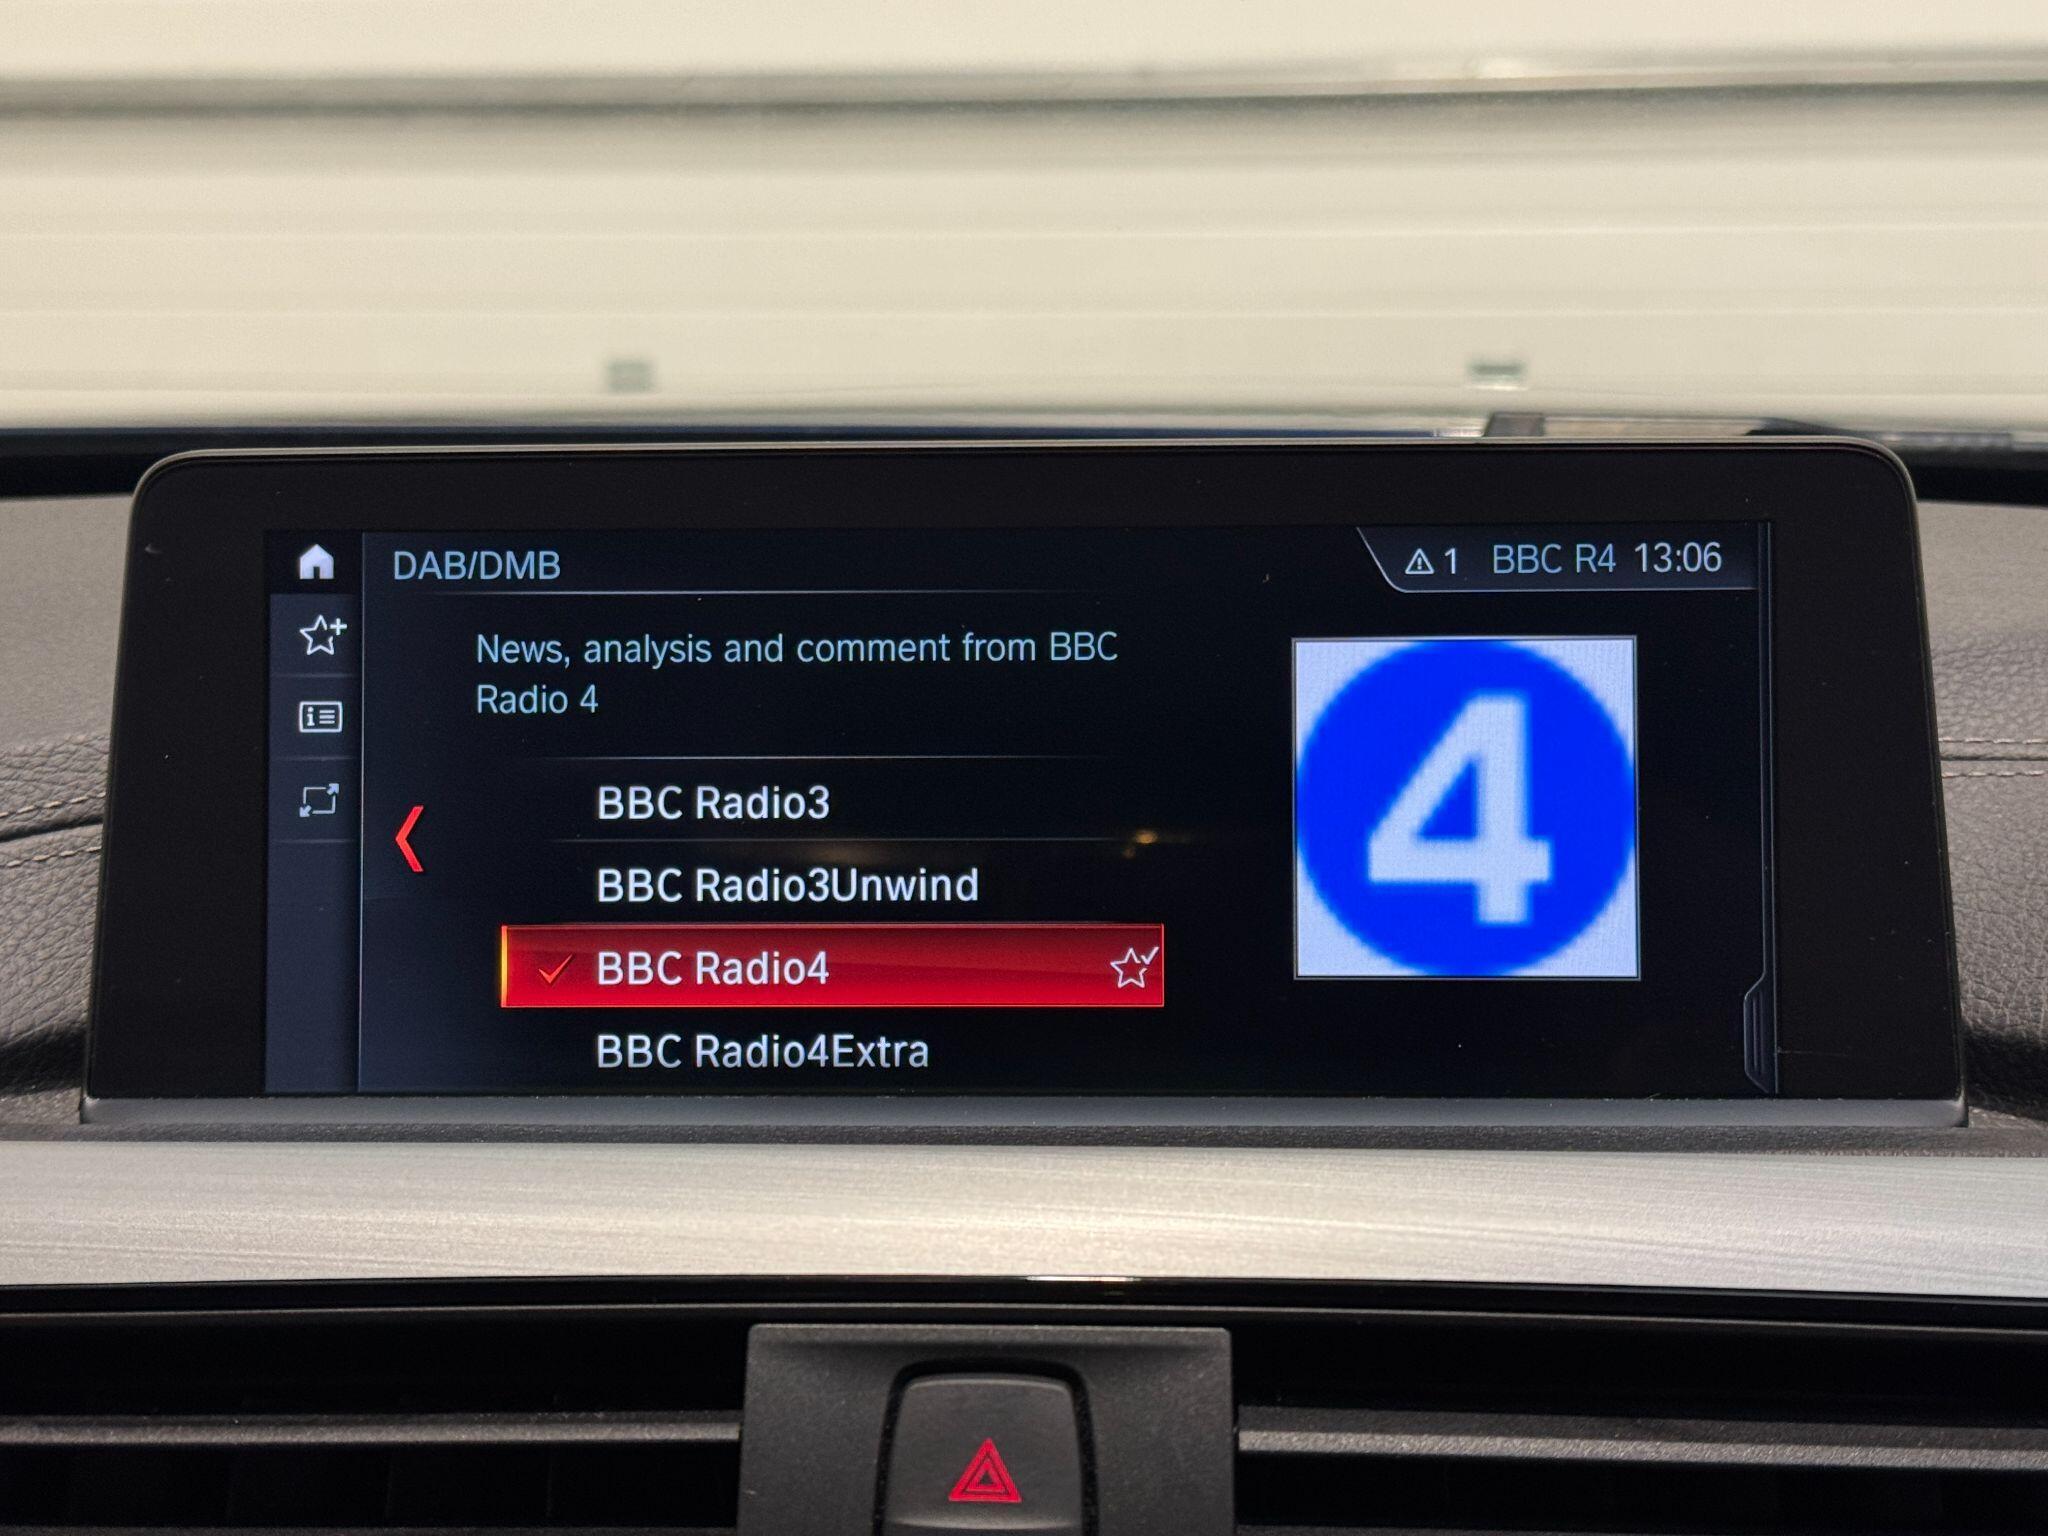 DAB/DMB
1 BBC R4 13:06
News, analysis and comment from BBC
Radio 4
BBC Radio3
BBC Radio3Unwind
BBC Radio4
BBC Radio4Extra
4